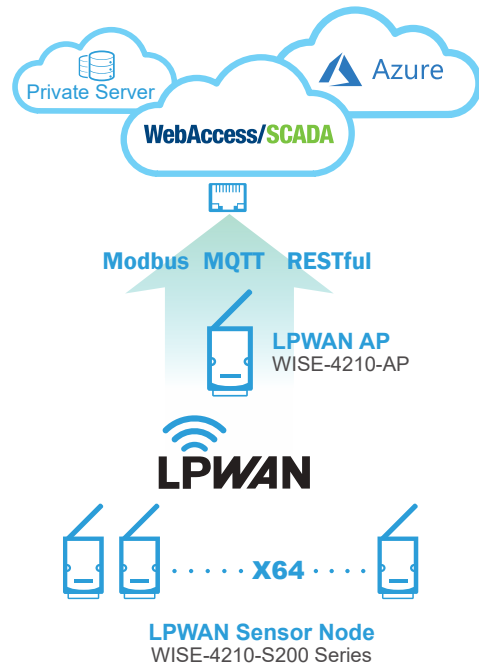 Private Server
Azure
WebAccess/SCADA
Modbus MQTT RESTful
LPWAN AP
WISE-4210-AP
LPWAN
X64
LPWAN Sensor Node
WISE-4210-S200 Series